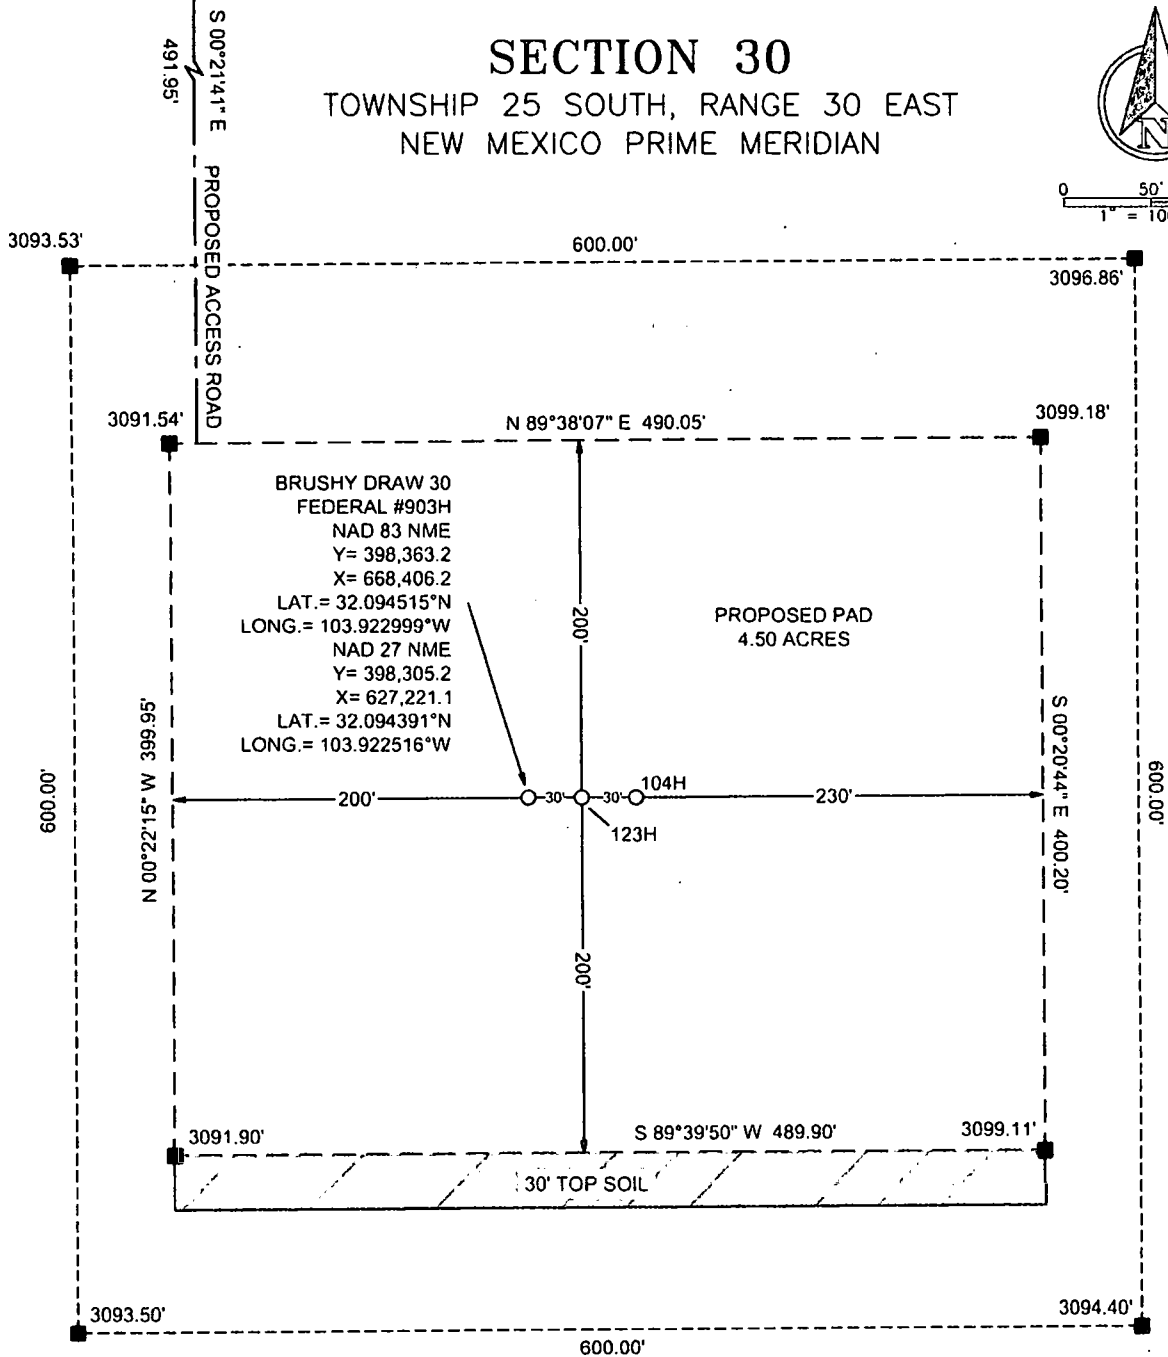 SECTION 30
TOWNSHIP 25 SOUTH, RANGE 30 EAST
NEW MEXICO PRIME MERIDIAN
S 00°21'41" E
491.95'
PROPOSED ACCESS ROAD
N
0 50'
1" =
3093.53'
600.00'
3096.86'
3091.54'
N 89°38'07" E 490.05'
3099.18'
BRUSHY DRAW 30
FEDERAL #903H
NAD 83 NME
Y= 398,363.2
X= 668,406.2
LAT.= 32.094515°N
LONG.= 103.922999°W
NAD 27 NME
Y= 398,305.2
X= 627,221.1
LAT.= 32.094391°N
LONG.= 103.922516°W
200'
PROPOSED PAD
4.50 ACRES
600.00'
N 00°22'15" W 399.95'
200'
30'
30'
104H
230'
123H
S 00°20'44" E 400.20'
600.00'
200'
3091.90'
S 89°39'50" W 489.90'
3099.11'
30' TOP SOIL
3093.50'
600.00'
3094.40'